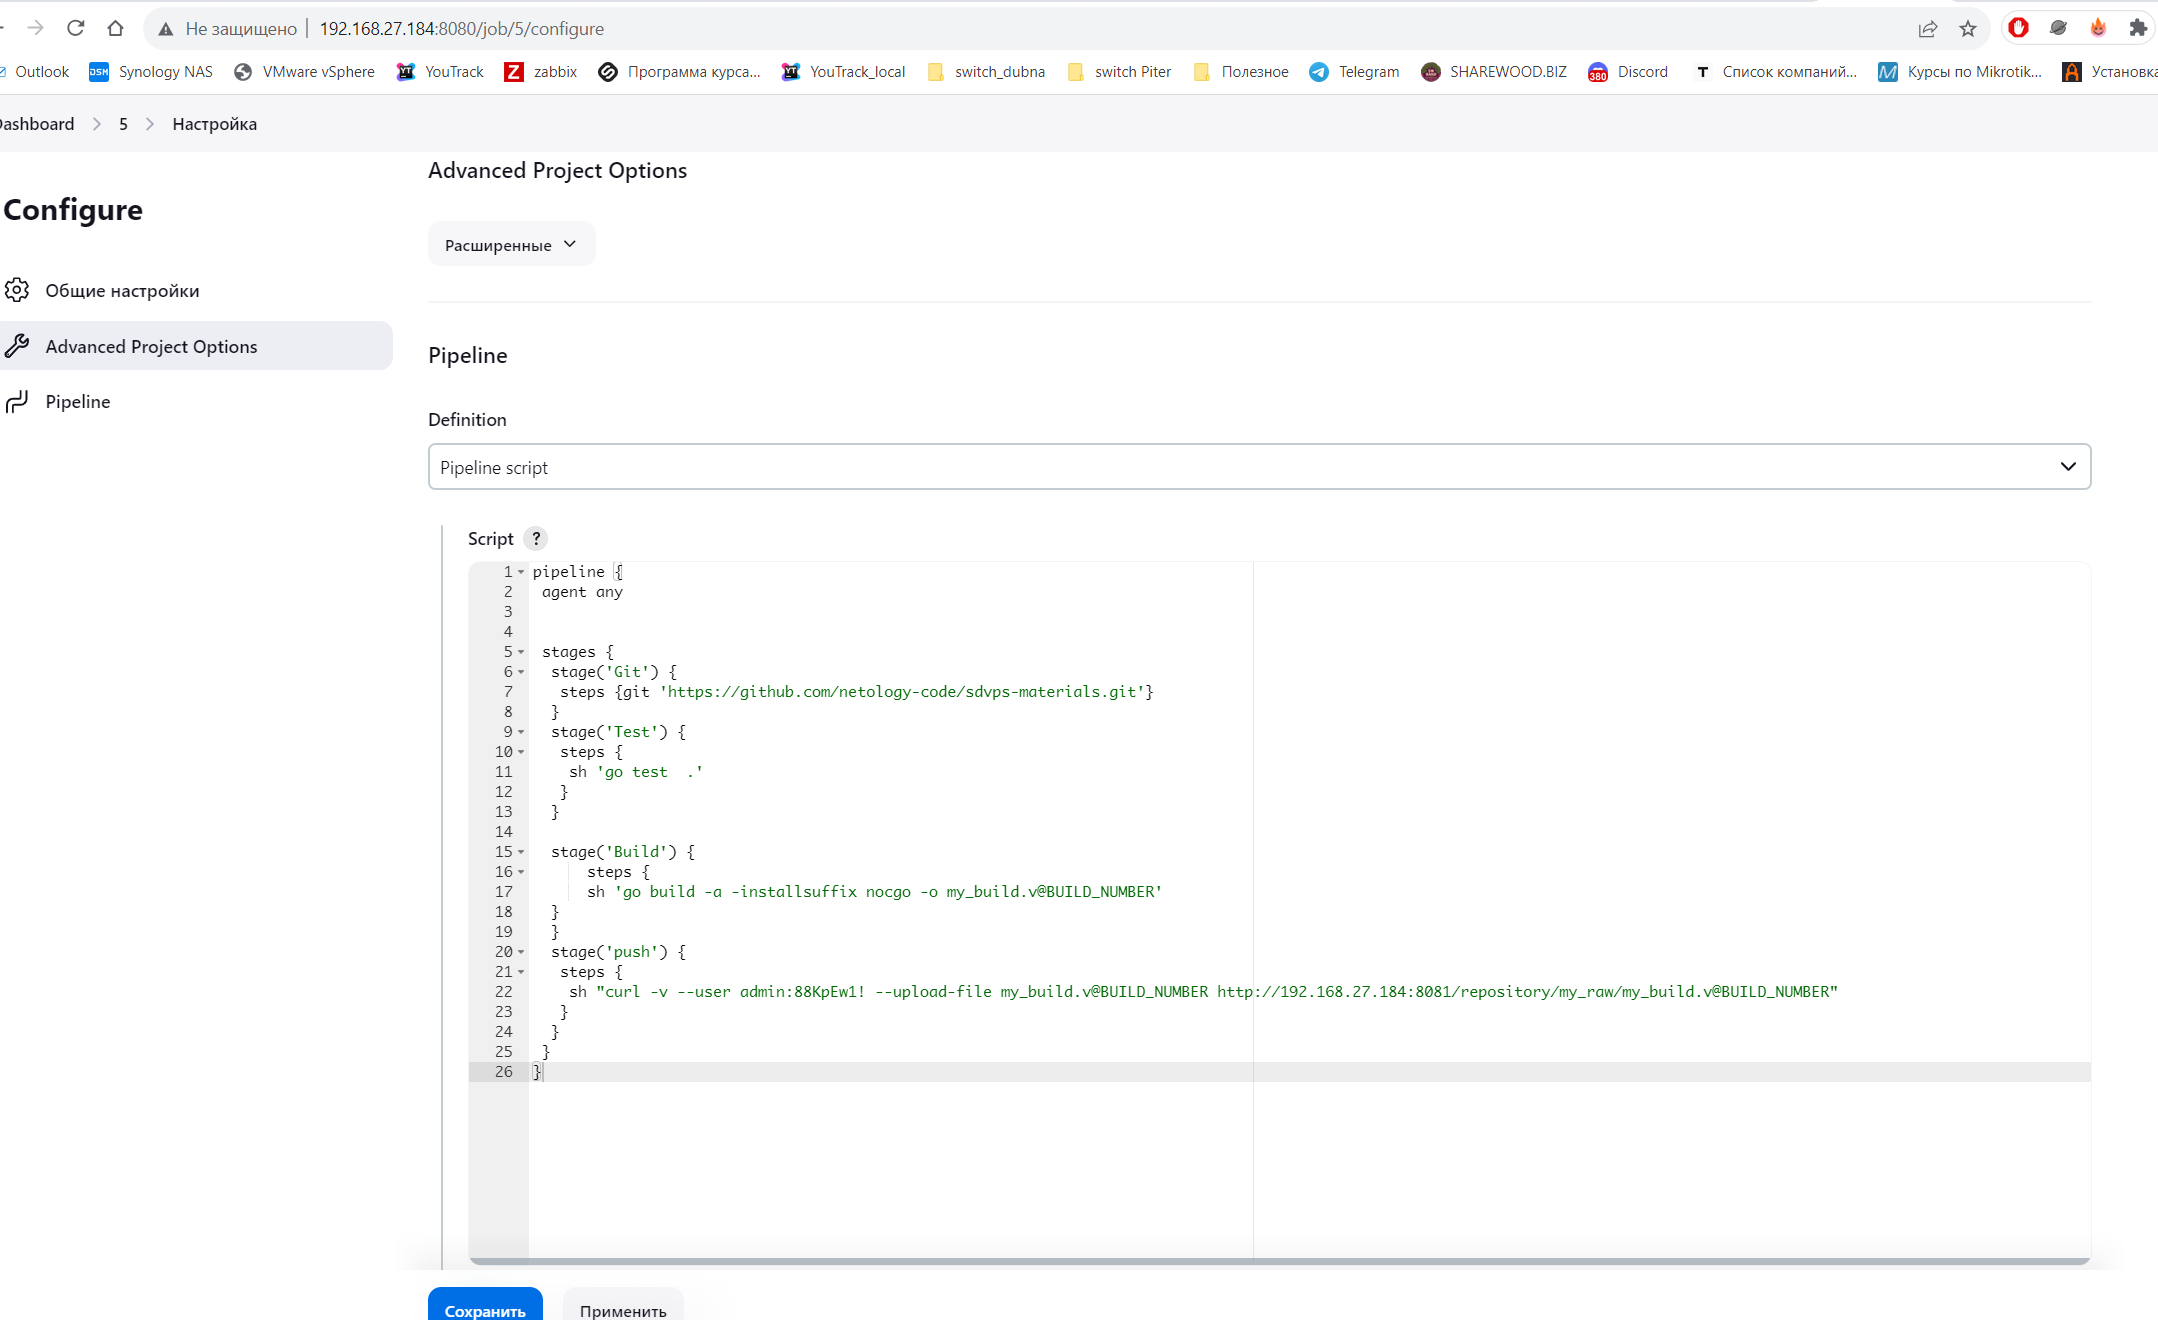 Не защищено 192.168.27.184:8080/job/5/configure
Outlook Synology NAS VMware vSphere YouTrack zabbix Программа курса... YouTrack_local switch_dubna switch Piter Полезное Telegram SHAREWOOD.BIZ Discord Список компаний... Курсы по Mikrotik... Установка
Dashboard 5 Настройка
Advanced Project Options
Configure
Расширенные
Общие настройки
Advanced Project Options
Pipeline
Pipeline
Definition
Pipeline script
Script ?
1 pipeline {
2  agent any
3
4
5  stages {
6   stage('Git') {
7    steps {git 'https://github.com/netology-code/sdvps-materials.git'}
8   }
9   stage('Test') {
10    steps {
11     sh 'go test  .'
12    }
13   }
14
15   stage('Build') {
16       steps {
17       sh 'go build -a -installsuffix nocgo -o my_build.v@BUILD_NUMBER'
18   }
19   }
20   stage('push') {
21    steps {
22     sh "curl -v --user admin:88KpEw1! --upload-file my_build.v@BUILD_NUMBER http://192.168.27.184:8081/repository/my_raw/my_build.v@BUILD_NUMBER"
23    }
24   }
25  }
26 }
Сохранить Применить